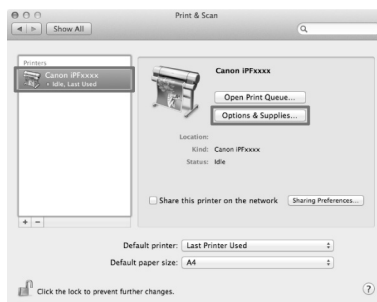 Print & Scan
Show All
Printers
Canon iPFxxxx
• Idle, Last Used
Canon iPFxxxx
Open Print Queue...
Options & Supplies...
Location:
Kind: Canon iPFxxxx
Status: Idle
Share this printer on the network
Sharing Preferences...
+ −
Default printer: Last Printer Used
Default paper size: A4
Click the lock to prevent further changes.
?